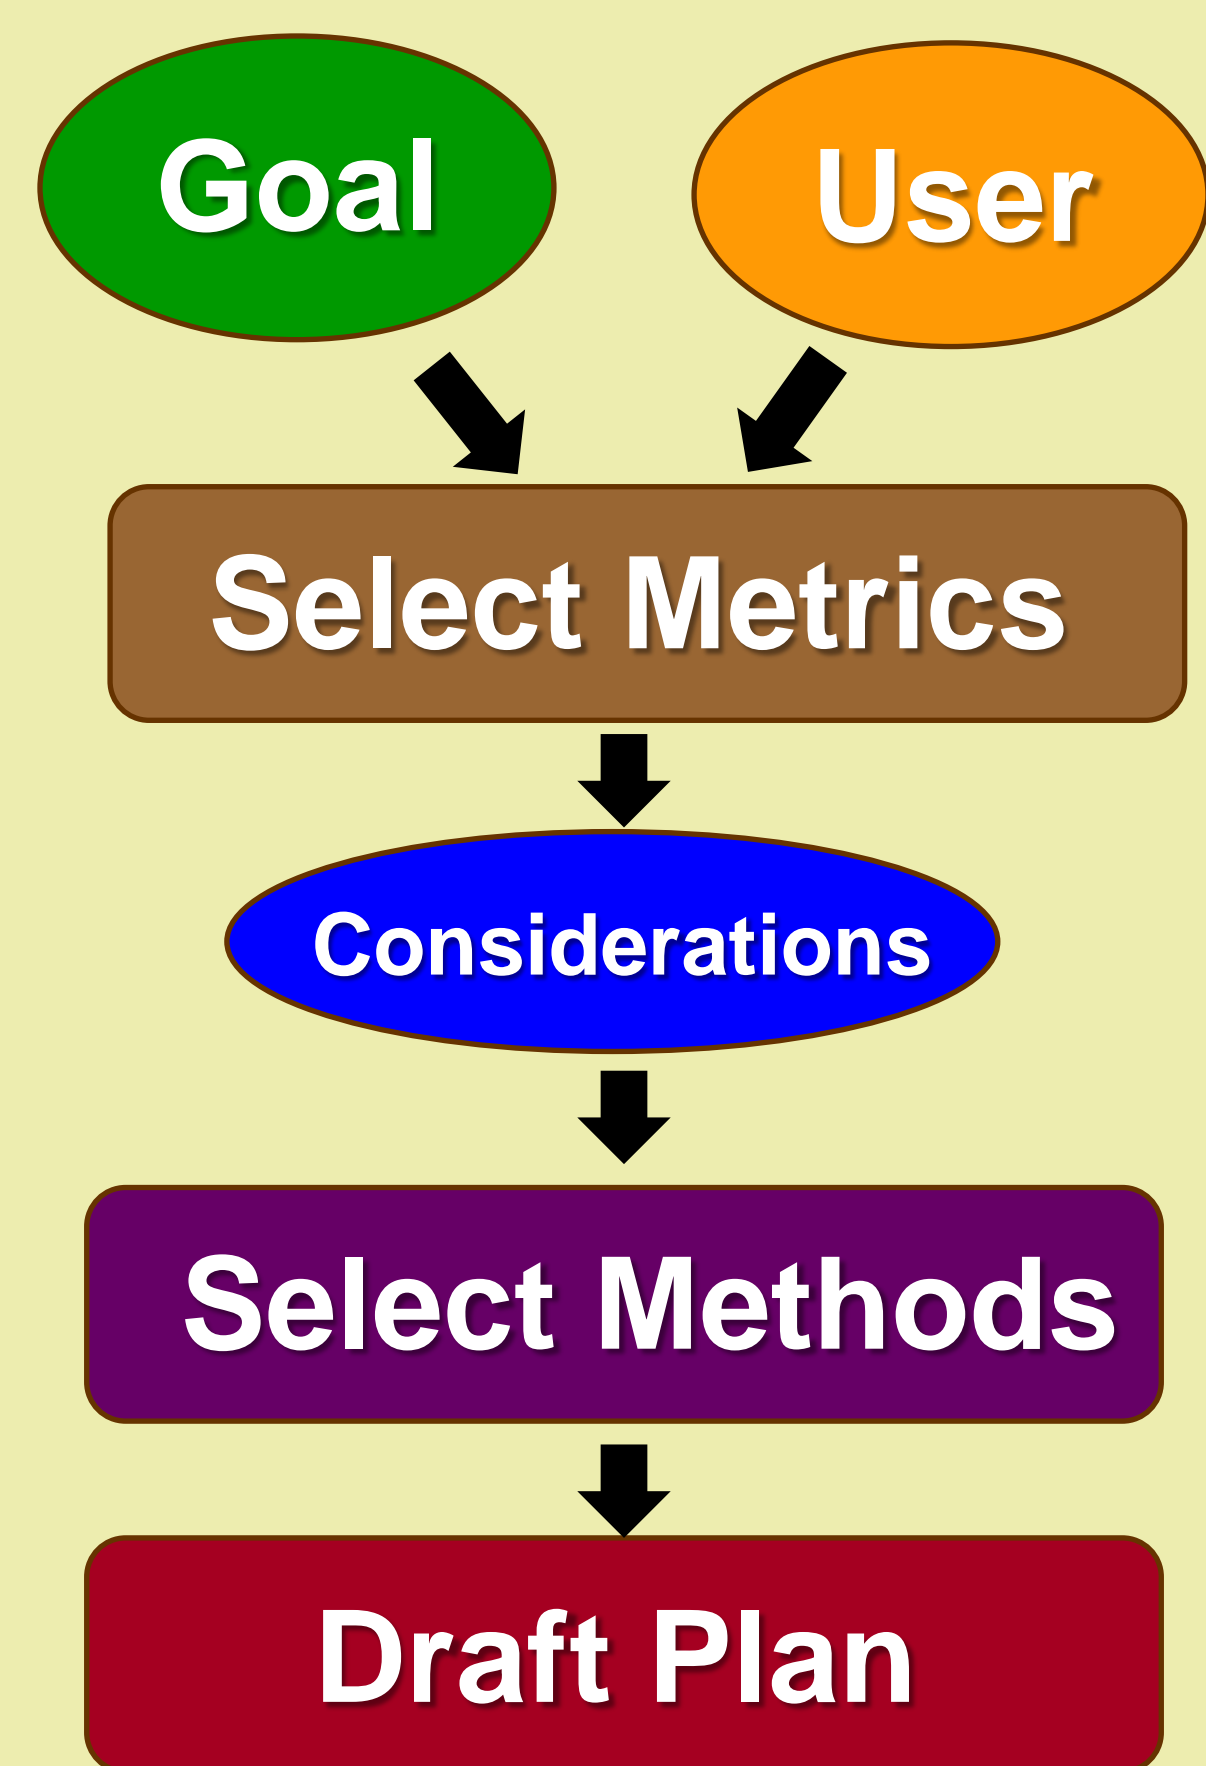 Goal
User
Select Metrics
Considerations
Select Methods
Draft Plan